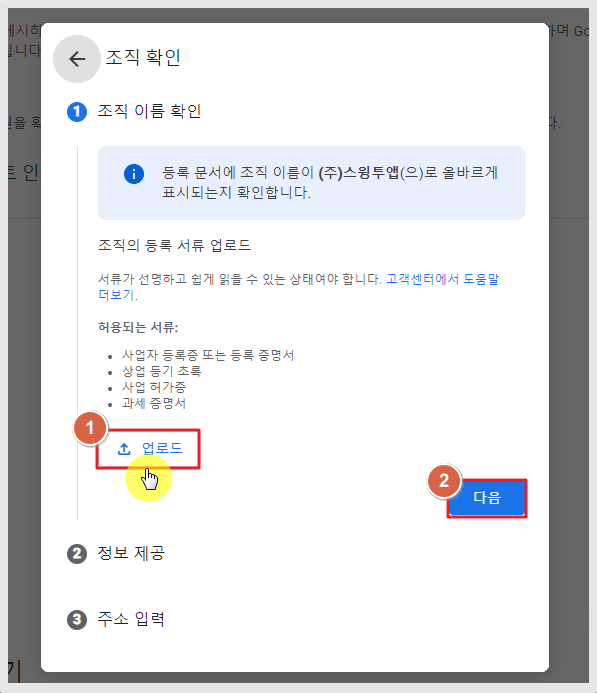 게시하
하며 Go
입니다
원을 확
다.
트 인
조직 확인
1 조직 이름 확인
등록 문서에 조직 이름이 (주)스윙투앱(으)로 올바르게
표시되는지 확인합니다.
조직의 등록 서류 업로드
서류가 선명하고 쉽게 읽을 수 있는 상태여야 합니다. 고객센터에서 도움말
더보기.
허용되는 서류:
• 사업자 등록증 또는 등록 증명서
• 상업 등기 초록
• 사업 허가증
• 과세 증명서
1
업로드
2
다음
2 정보 제공
3 주소 입력
기